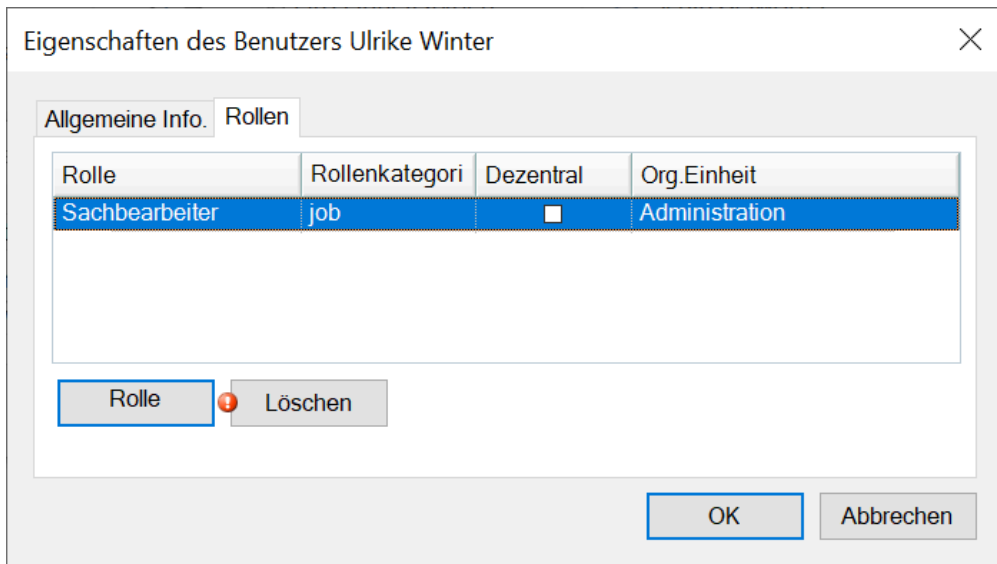 Eigenschaften des Benutzers Ulrike Winter
Allgemeine Info. Rollen
Rolle Rollenkategori Dezentral Org.Einheit
Sachbearbeiter job Administration
Rolle Löschen
OK Abbrechen